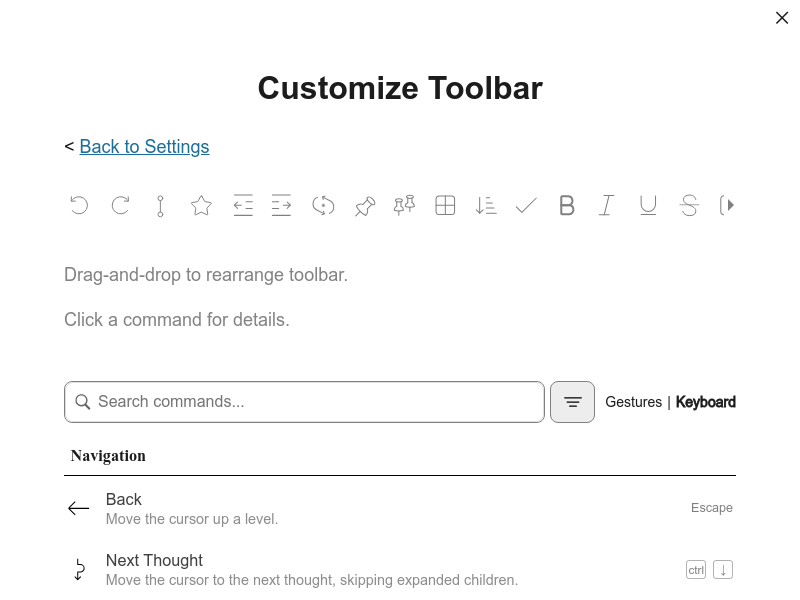 Customize Toolbar
< Back to Settings
Drag-and-drop to rearrange toolbar.
Click a command for details.
Search commands...
Gestures | Keyboard
Navigation
Back
Escape
Move the cursor up a level.
Next Thought
ctrl ↓
Move the cursor to the next thought, skipping expanded children.